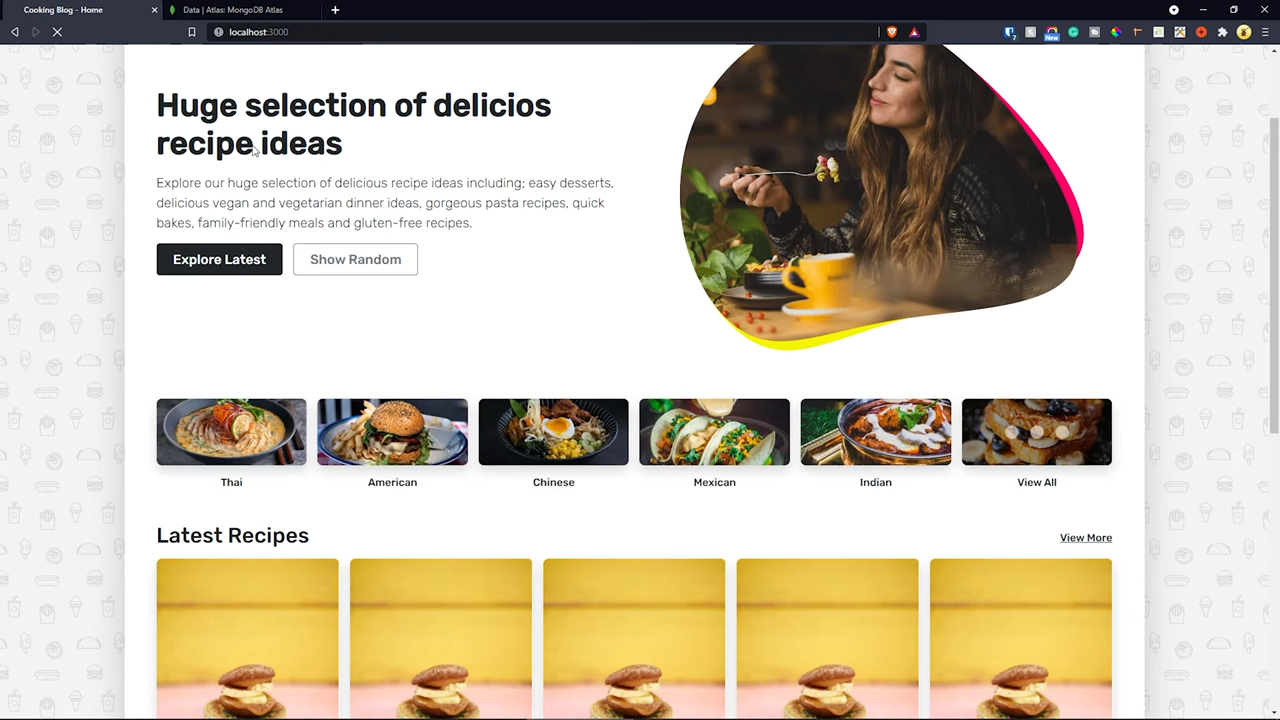 Cooking Blog - Home
Data | Atlas: MongoDB Atlas
localhost:3000
New
Huge selection of delicios
recipe ideas
Explore our huge selection of delicious recipe ideas including; easy desserts,
delicious vegan and vegetarian dinner ideas, gorgeous pasta recipes, quick
bakes, family-friendly meals and gluten-free recipes.
Explore Latest
Show Random
Thai
American
Chinese
Mexican
Indian
View All
Latest Recipes
View More